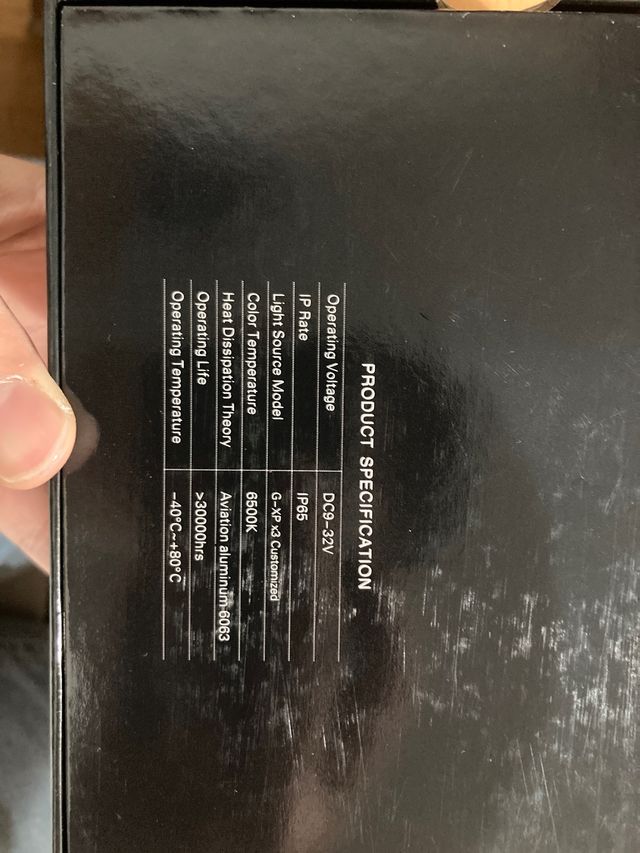 PRODUCT SPECIFICATION
Operating Voltage DC9-32V
IP Rate IP65
Light Source Model G-XP x3 Customized
Color Temperature 6500K
Heat Dissipation Theory Aviation aluminum 6063
Operating Life >30000hrs
Operating Temperature -40°C~+80°C